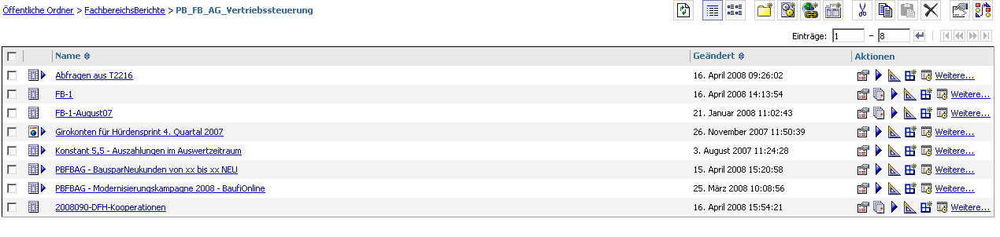 Öffentliche Ordner > FachbereichsBerichte > PB_FB_AG_Vertriebssteuerung
Einträge: 1 - 8
Name Geändert Aktionen
Abfragen aus T2216 16. April 2008 09:26:02 Weitere...
FB-1 16. April 2008 14:13:54 Weitere...
FB-1-August07 21. Januar 2008 11:02:43 Weitere...
Girokonten für Hürdensprint 4. Quartal 2007 26. November 2007 11:50:39 Weitere...
Konstant 5,5 - Auszahlungen im Auswertzeitraum 3. August 2007 11:24:28 Weitere...
PBFBAG - BausparNeukunden von xx bis xx NEU 15. April 2008 15:20:58 Weitere...
PBFBAG - Modernisierungskampagne 2008 - BaufiOnline 25. März 2008 10:08:56 Weitere...
2008090-DFH-Kooperationen 16. April 2008 15:54:21 Weitere...